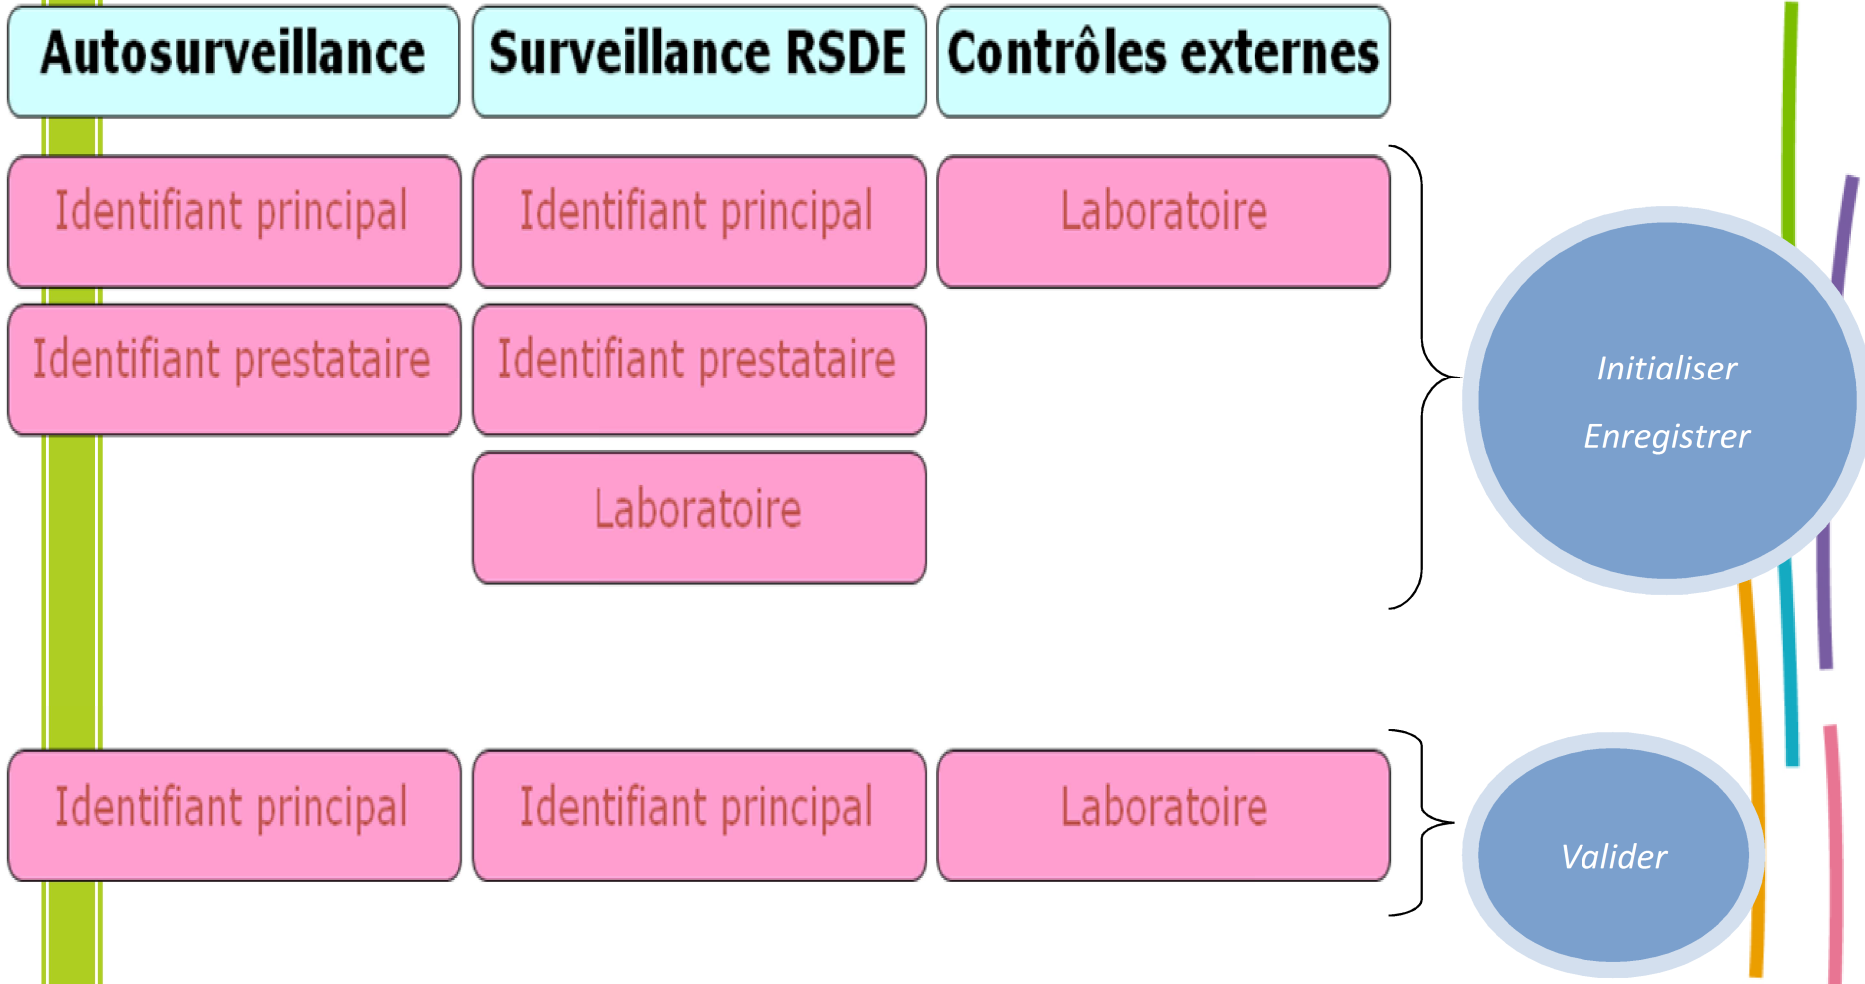 Autosurveillance
Surveillance RSDE
Contrôles externes
Identifiant principal
Identifiant principal
Laboratoire
Identifiant prestataire
Identifiant prestataire
Laboratoire
Initialiser
Enregistrer
Identifiant principal
Identifiant principal
Laboratoire
Valider